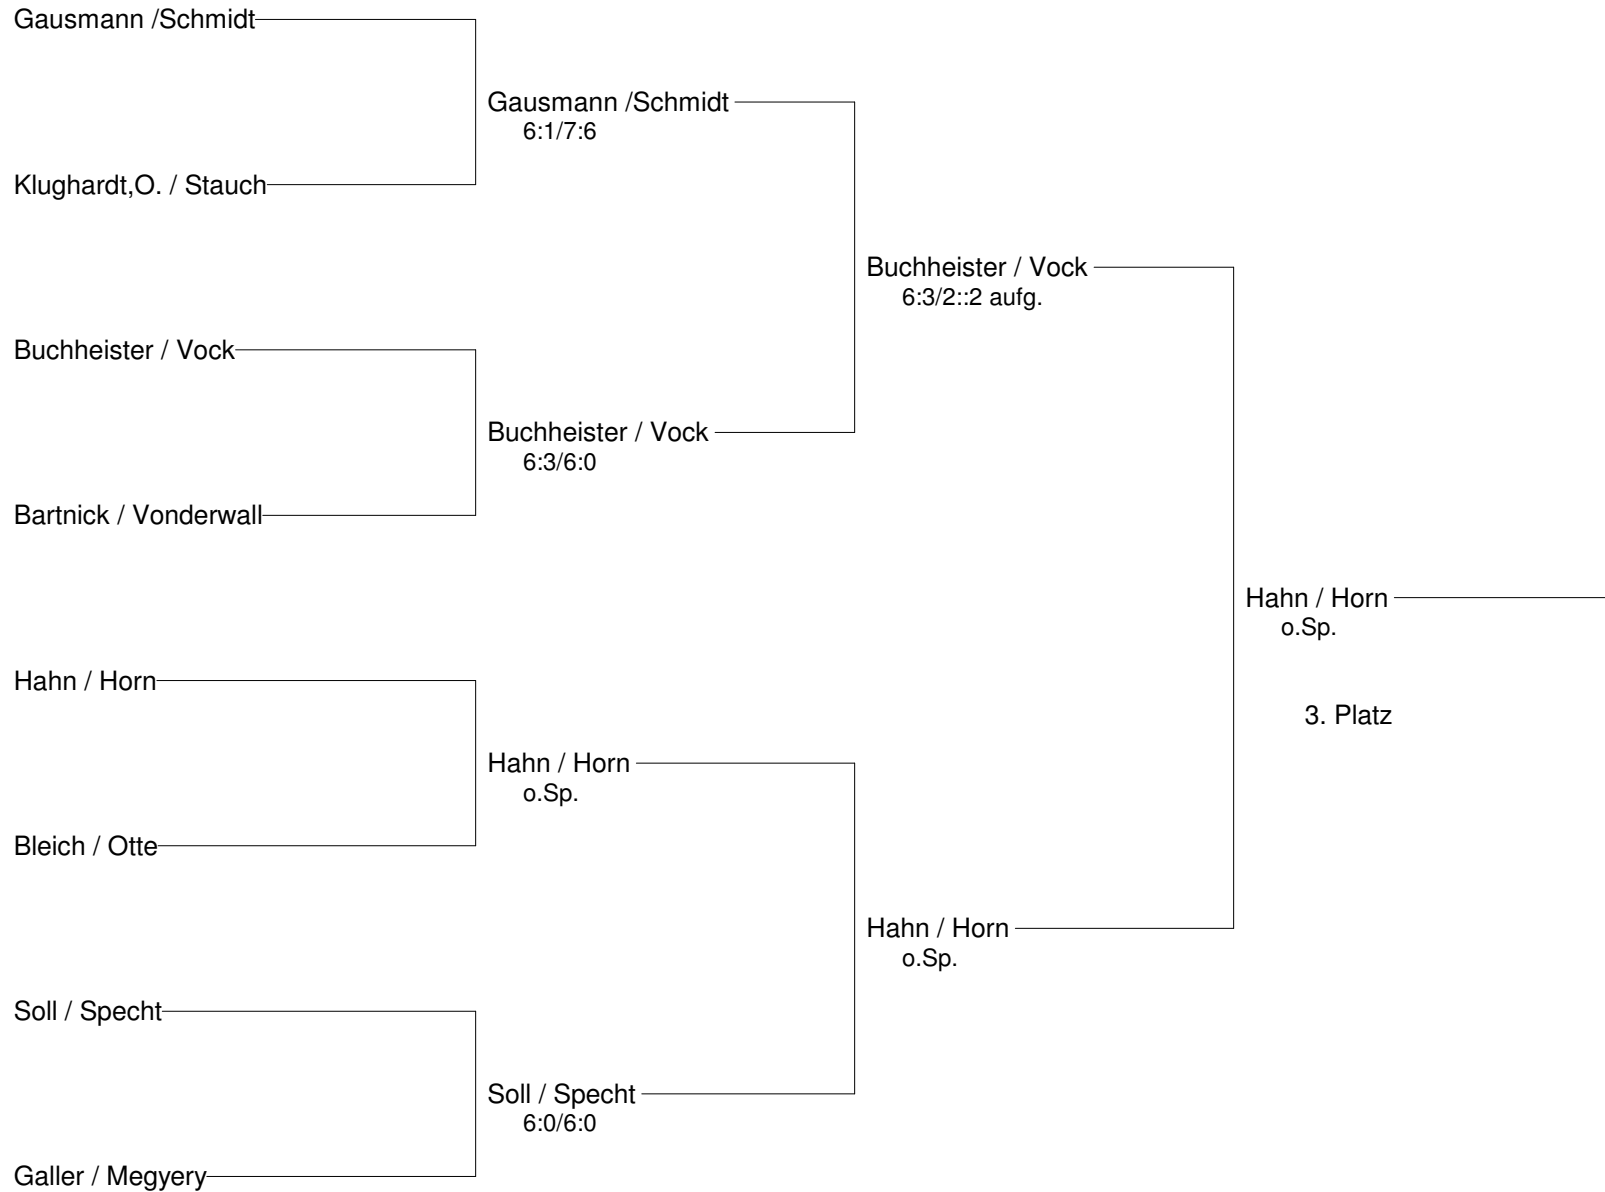 Gausmann /Schmidt
Gausmann /Schmidt
6:1/7:6
Klughardt,O. / Stauch
Buchheister / Vock
6:3/2::2 aufg.
Buchheister / Vock
Buchheister / Vock
6:3/6:0
Bartnick / Vonderwall
Hahn / Horn
o.Sp.
3. Platz
Hahn / Horn
Hahn / Horn
o.Sp.
Bleich / Otte
Hahn / Horn
o.Sp.
Soll / Specht
Soll / Specht
6:0/6:0
Galler / Megyery